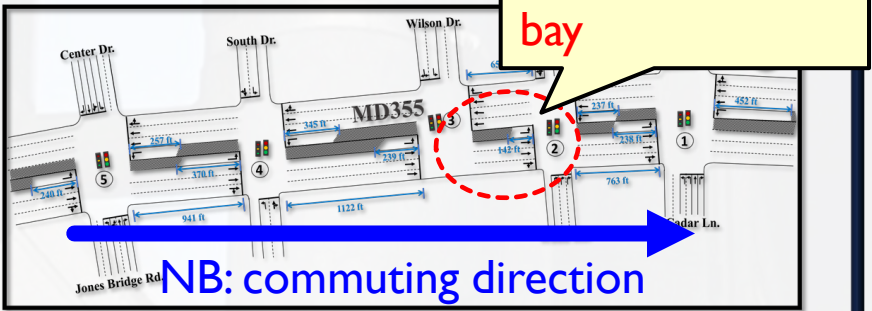 bay
Wilson Dr.
South Dr.
Center Dr.
MD355
345 ft
257 ft
237 ft
452 ft
③
②
①
④
⑤
142 ft
238 ft
239 ft
370 ft
240 ft
763 ft
1122 ft
941 ft
Cadar Ln.
Jones Bridge Rd.
NB: commuting direction